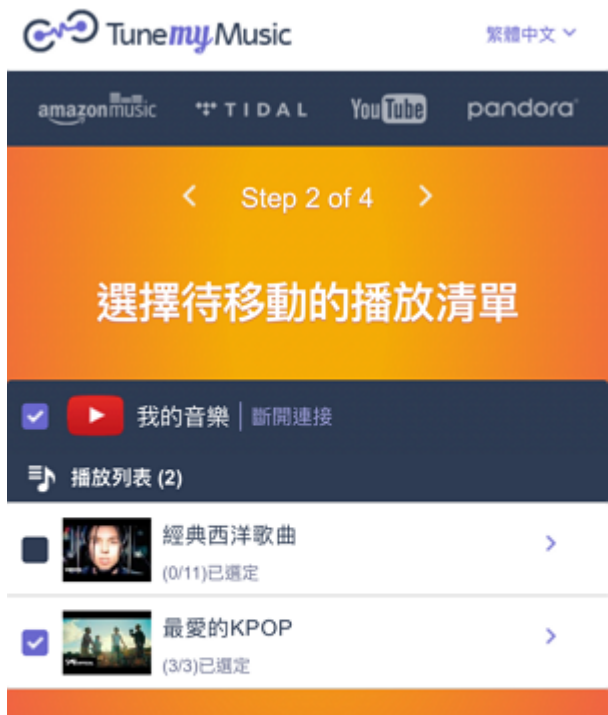 TunemyMusic
繁體中文
amazonmusic TIDAL YouTube pandora
Step 2 of 4
選擇待移動的播放清單
我的音樂 | 斷開連接
播放列表 (2)
經典西洋歌曲
(0/11)已選定
最愛的KPOP
(3/3)已選定